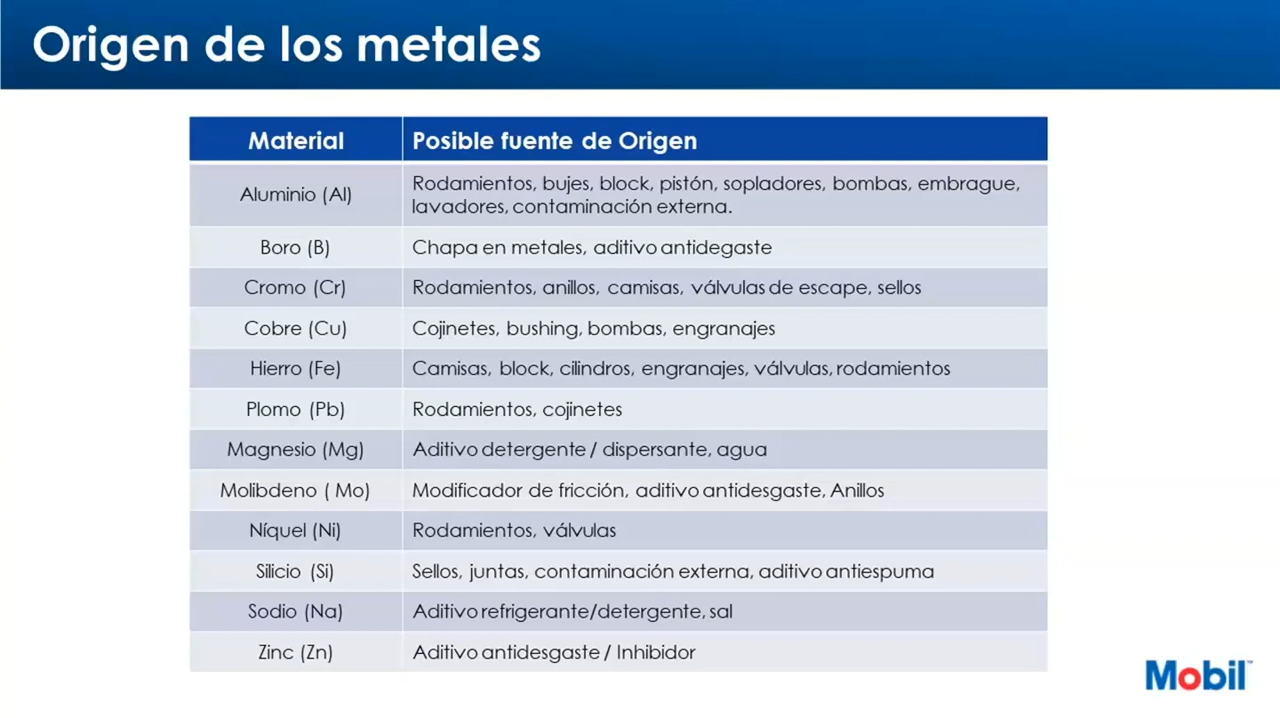 Origen de los metales
Material Posible fuente de Origen
Aluminio (Al) Rodamientos, bujes, block, pistón, sopladores, bombas, embrague,
lavadores, contaminación externa.
Boro (B) Chapa en metales, aditivo antidegaste
Cromo (Cr) Rodamientos, anillos, camisas, válvulas de escape, sellos
Cobre (Cu) Cojinetes, bushing, bombas, engranajes
Hierro (Fe) Camisas, block, cilindros, engranajes, válvulas, rodamientos
Plomo (Pb) Rodamientos, cojinetes
Magnesio (Mg) Aditivo detergente / dispersante, agua
Molibdeno ( Mo) Modificador de fricción, aditivo antidesgaste, Anillos
Níquel (Ni) Rodamientos, válvulas
Silicio (Si) Sellos, juntas, contaminación externa, aditivo antiespuma
Sodio (Na) Aditivo refrigerante/detergente, sal
Zinc (Zn) Aditivo antidesgaste / Inhibidor
Mobil™